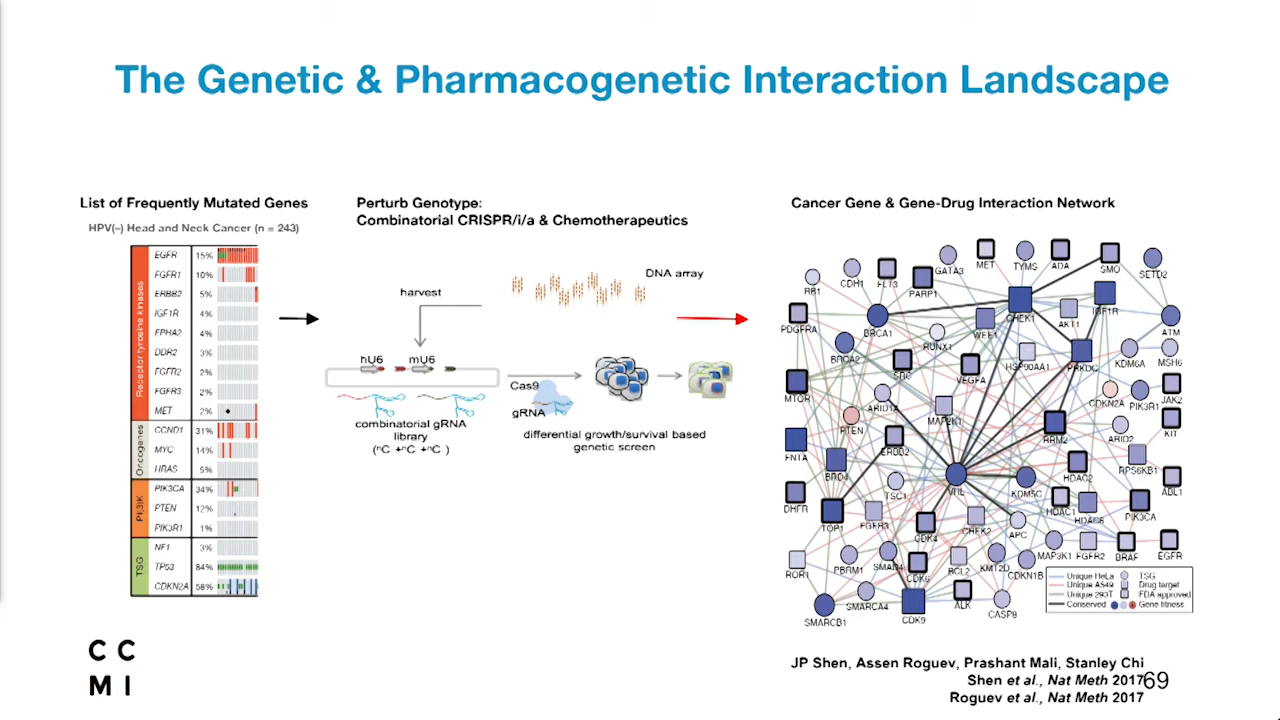 The Genetic & Pharmacogenetic Interaction Landscape
List of Frequently Mutated Genes
HPV(–) Head and Neck Cancer (n = 243)
Receptor tyrosine kinases
EGFR 15%
FGFR1 10%
ERBB2 5%
IGF1R 4%
EPHA2 4%
DDR2 3%
FGFR2 2%
FGFR3 2%
MET 2%
Oncogenes
CCND1 31%
MYC 14%
HRAS 5%
PI3K
PIK3CA 34%
PTEN 12%
PIK3R1 1%
TSG
NF1 3%
TP53 84%
CDKN2A 58%
Perturb Genotype:
Combinatorial CRISPR/i/a & Chemotherapeutics
DNA array
harvest
hU6 mU6
Cas9
gRNA
combinatorial gRNA
library
differential growth/survival based
genetic screen
Cancer Gene & Gene-Drug Interaction Network
GATA3
MET
TYMS
ADA
SMO
SETD2
RB1
CDH1
FLT3
PARP1
CHEK1
IGF1R
PDGFRA
BRCA1
WEE1
AKT1
ATM
BRCA2
RUNX1
HSP90AA1
PRKDC
KDM6A
MSH6
MTOR
SRC
VEGFA
CDKN2A
PIK3R1
JAK2
ARID1A
PTEN
MAP2K1
RRM2
ARID2
KIT
FNTA
BRD4
ERBB2
HDAC2
RPS6KB1
TSC1
VHL
KDM5C
ABL1
DHFR
TOP1
FGFR3
CDK4
CHEK2
APC
HDAC1
HDAC6
PIK3CA
ROR1
PBRM1
SMAD4
CDK6
BCL2
KMT2D
CDKN1B
MAP3K1
FGFR2
BRAF
EGFR
SMARCB1
SMARCA4
CDK9
ALK
CASP8
Unique HeLa TSG
Unique A549 Drug target
Unique 293T FDA approved
Conserved Gene fitness
C C
M I
JP Shen, Assen Roguev, Prashant Mali, Stanley Chi
Shen et al., Nat Meth 2017
69
Roguev et al., Nat Meth 2017